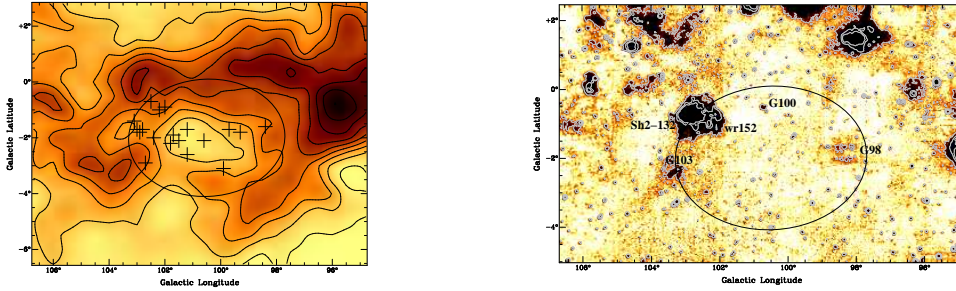 +2°
0°
−2°
−4°
−6°
Galactic Latitude
106°
104°
102°
100°
98°
96°
Galactic Longitude
+2°
0°
−2°
−4°
Galactic Latitude
G100
Sh2−132
wr152
G103
G98
106°
104°
102°
100°
98°
96°
Galactic Longitude